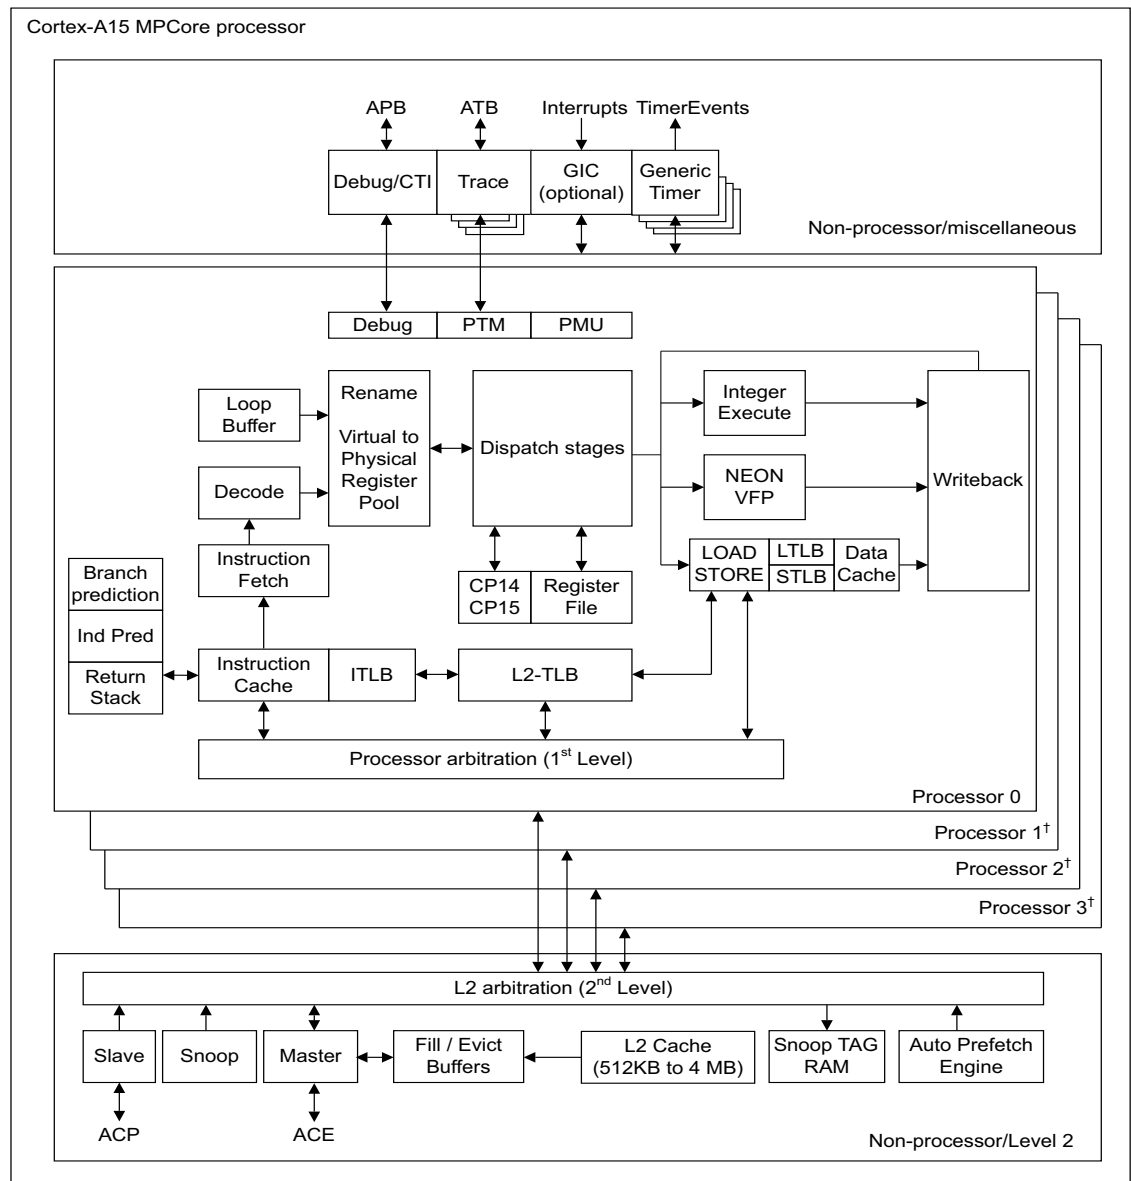 Cortex-A15 MPCore processor
APB
ATB
Interrupts
TimerEvents
Debug/CTI
Trace
GIC
(optional)
Generic
Timer
Non-processor/miscellaneous
Debug
PTM
PMU
Loop
Buffer
Rename
Virtual to
Physical
Register
Pool
Dispatch stages
Integer
Execute
Writeback
Decode
NEON
VFP
Instruction
Fetch
LOAD
STORE
LTLB
STLB
Data
Cache
Branch
prediction
Ind Pred
Return
Stack
CP14
CP15
Register
File
Instruction
Cache
ITLB
L2-TLB
Processor arbitration (1st Level)
Processor 0
Processor 1†
Processor 2†
Processor 3†
L2 arbitration (2nd Level)
Slave
Snoop
Master
Fill / Evict
Buffers
L2 Cache
(512KB to 4 MB)
Snoop TAG
RAM
Auto Prefetch
Engine
ACP
ACE
Non-processor/Level 2